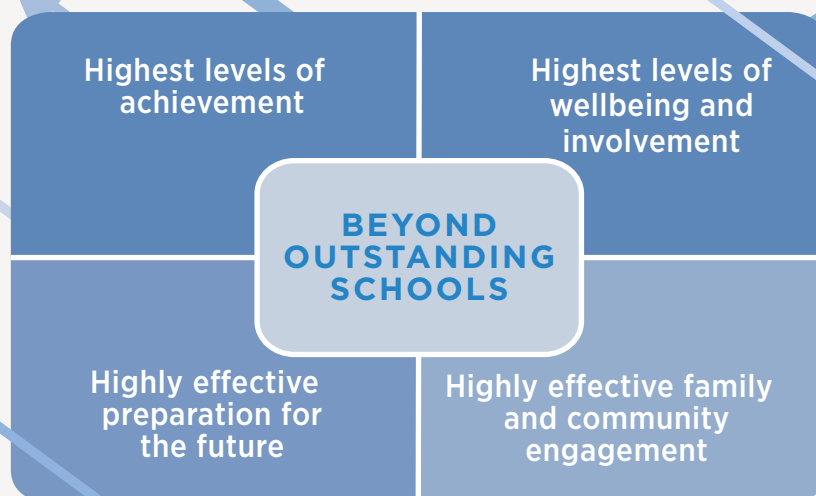 Highest levels of
achievement
Highest levels of
wellbeing and
involvement
BEYOND
OUTSTANDING
SCHOOLS
Highly effective
preparation for
the future
Highly effective family
and community
engagement